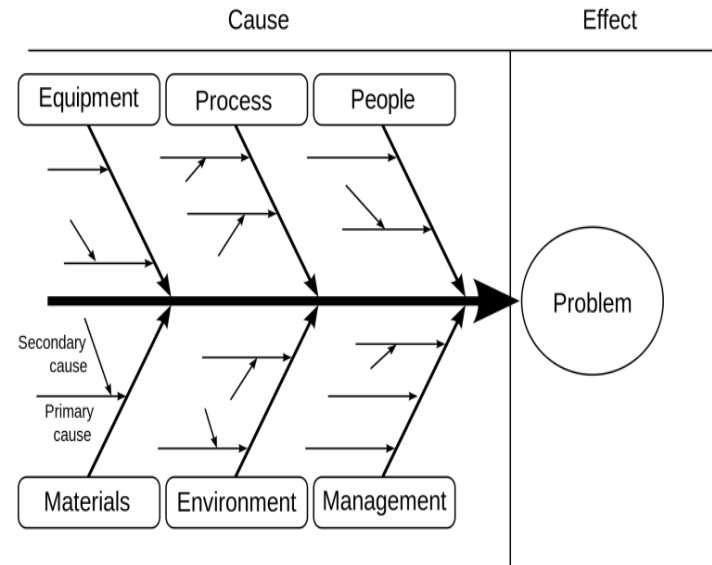 Cause
Effect
Equipment
Process
People
Problem
Secondary
cause
Primary
cause
Materials
Environment
Management